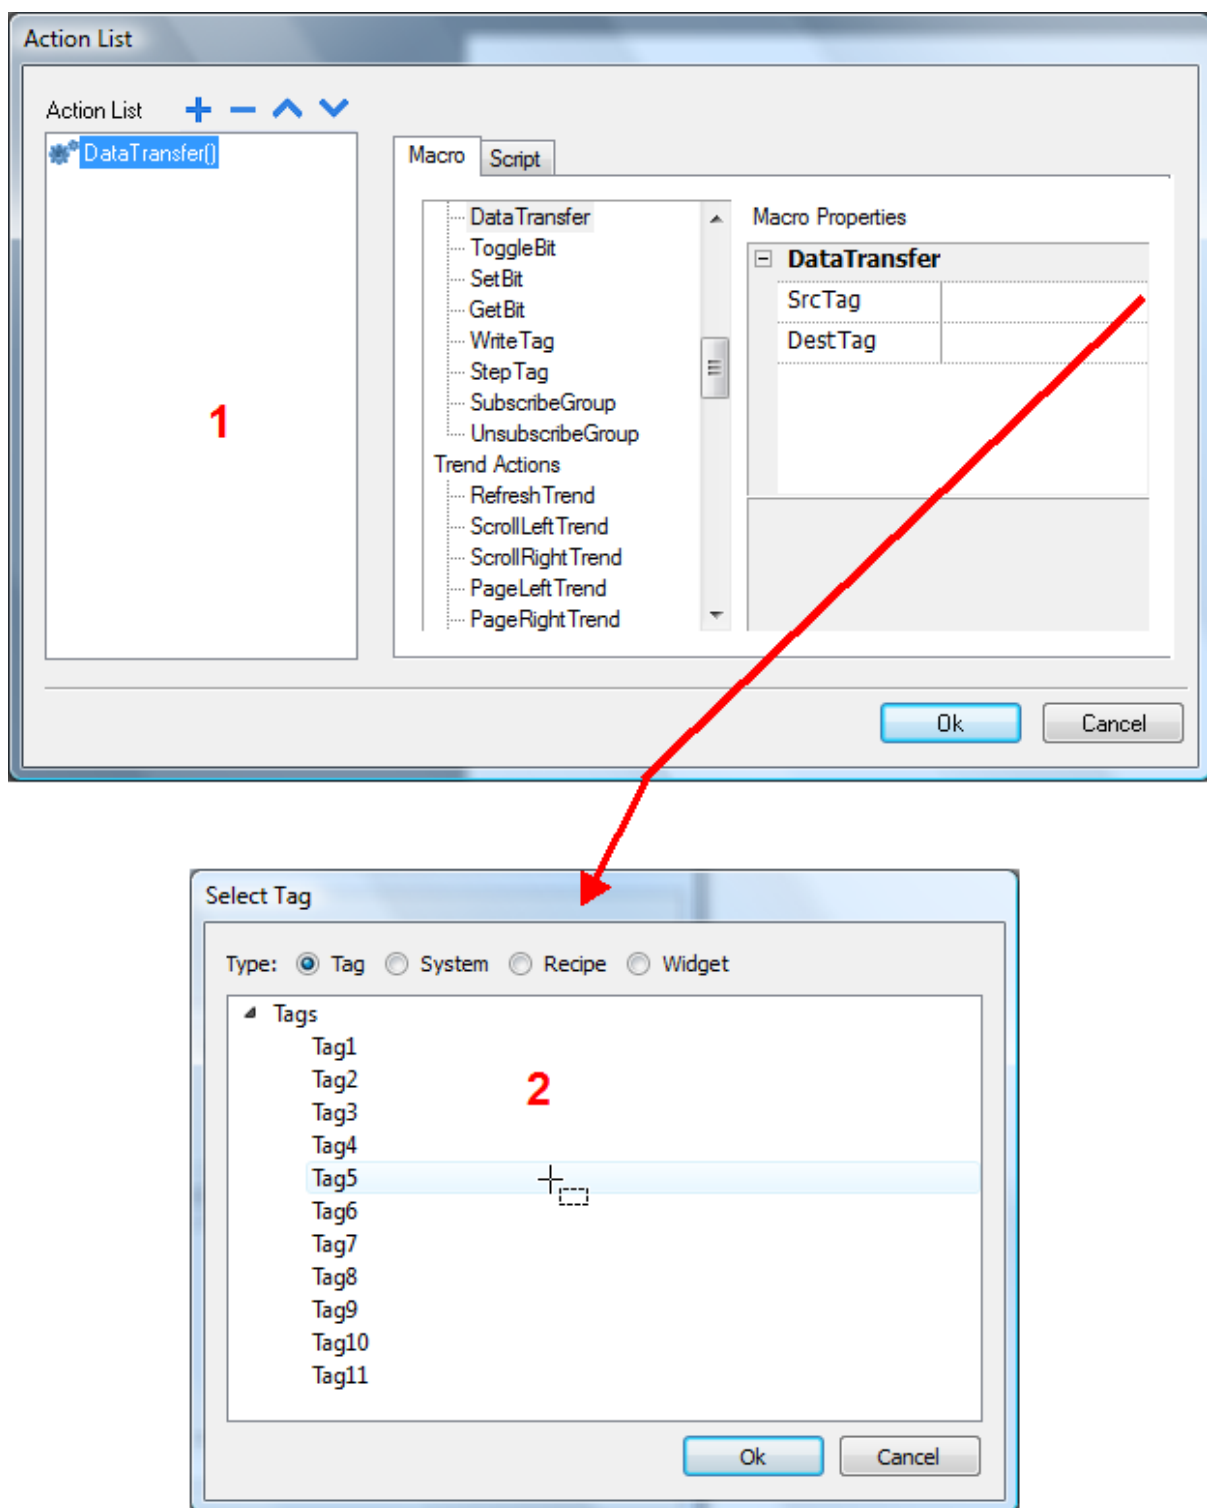 Action List
Action List
DataTransfer()
Macro Script
DataTransfer
ToggleBit
SetBit
GetBit
WriteTag
StepTag
SubscribeGroup
UnsubscribeGroup
Trend Actions
RefreshTrend
ScrollLeftTrend
ScrollRightTrend
PageLeftTrend
PageRightTrend
Macro Properties
DataTransfer
SrcTag
DestTag
1
Ok Cancel
Select Tag
Type: Tag System Recipe Widget
Tags
Tag1
Tag2
Tag3
Tag4
Tag5
Tag6
Tag7
Tag8
Tag9
Tag10
Tag11
2
Ok Cancel